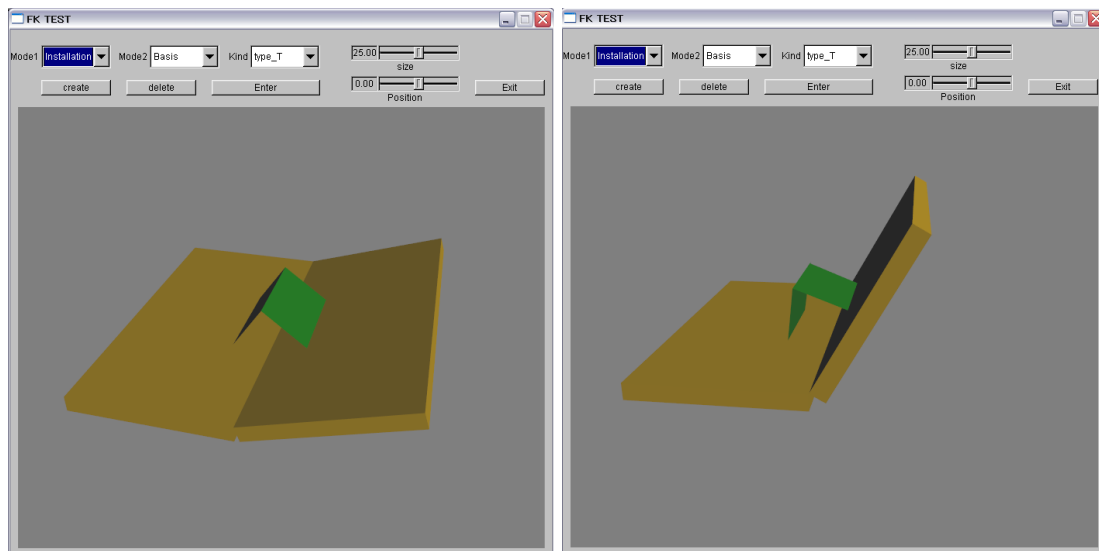 FK TEST
Mode1 Installation Mode2 Basis Kind type_T 25.00
size
create delete Enter 0.00 Exit
Position
FK TEST
Mode1 Installation Mode2 Basis Kind type_T 25.00
size
create delete Enter 0.00 Exit
Position